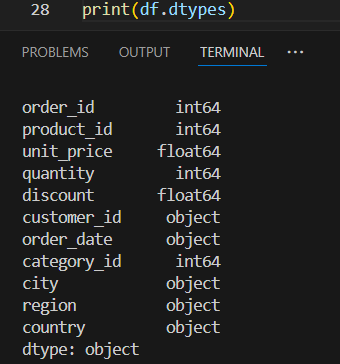 28 print(df.dtypes)
PROBLEMS OUTPUT TERMINAL ...
order_id int64
product_id int64
unit_price float64
quantity int64
discount float64
customer_id object
order_date object
category_id int64
city object
region object
country object
dtype: object